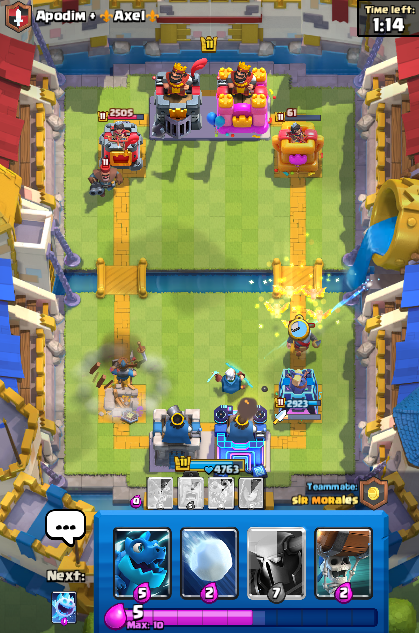 Apodim + Axel
Time left:
1:14
11
2505
11
61
11
11
2923
11
4763
Teammate:
SIR MORALES
...
Next:
5
2
7
2
5
Max: 10